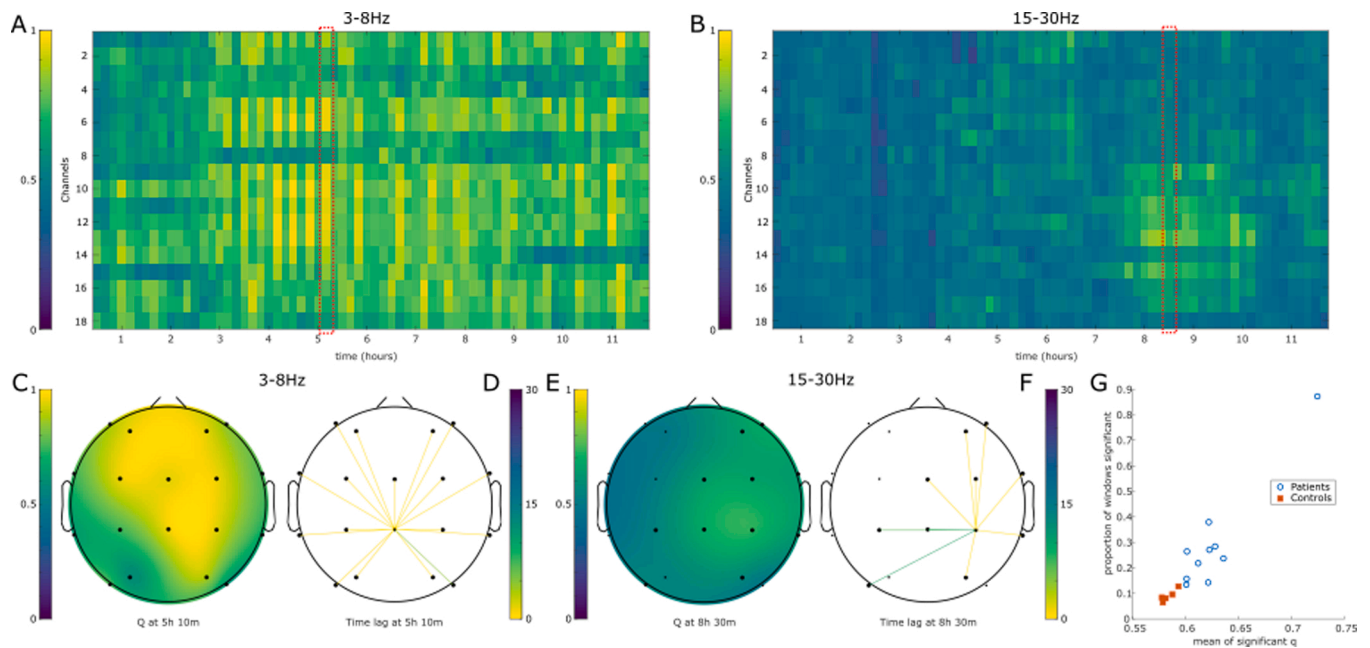 A
3-8Hz
B
15-30Hz
1
0.5
0
Channels
2
4
6
8
10
12
14
16
18
1 2 3 4 5 6 7 8 9 10 11
time (hours)
1
0.5
0
Channels
2
4
6
8
10
12
14
16
18
1 2 3 4 5 6 7 8 9 10 11
time (hours)
C
3-8Hz
D
E
15-30Hz
F
G
1
0.5
0
Q at 5h 10m
Time lag at 5h 10m
30
15
0
1
0.5
0
Q at 8h 30m
Time lag at 8h 30m
30
15
0
proportion of windows significant
0.9
0.8
0.7
0.6
0.5
0.4
0.3
0.2
0.1
0
Patients
Controls
0.55 0.6 0.65 0.7 0.75
mean of significant q